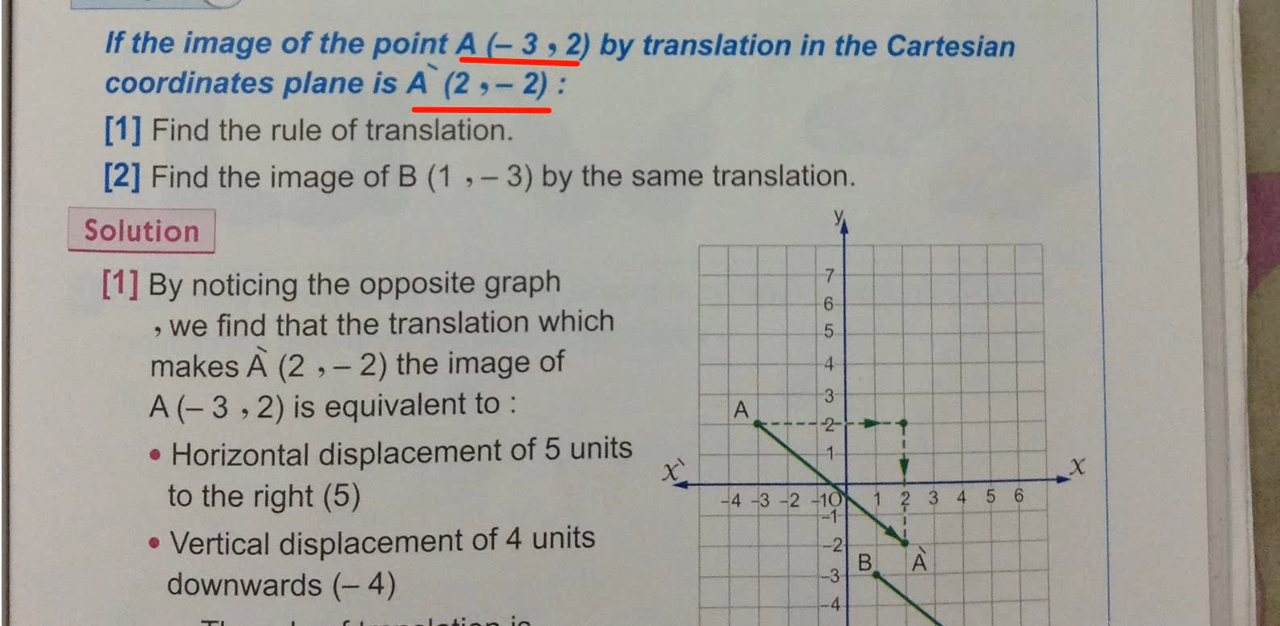 If the image of the point A (– 3 , 2) by translation in the Cartesian
coordinates plane is A` (2 , – 2) :
[1] Find the rule of translation.
[2] Find the image of B (1 , – 3) by the same translation.
Solution
[1] By noticing the opposite graph
, we find that the translation which
makes A` (2 , – 2) the image of
A (– 3 , 2) is equivalent to :
• Horizontal displacement of 5 units
to the right (5)
• Vertical displacement of 4 units
downwards (– 4)
y
7
6
5
4
3
A
2
1
X` X
–4 –3 –2 –1 0 1 2 3 4 5 6
–1
–2
B A`
–3
–4